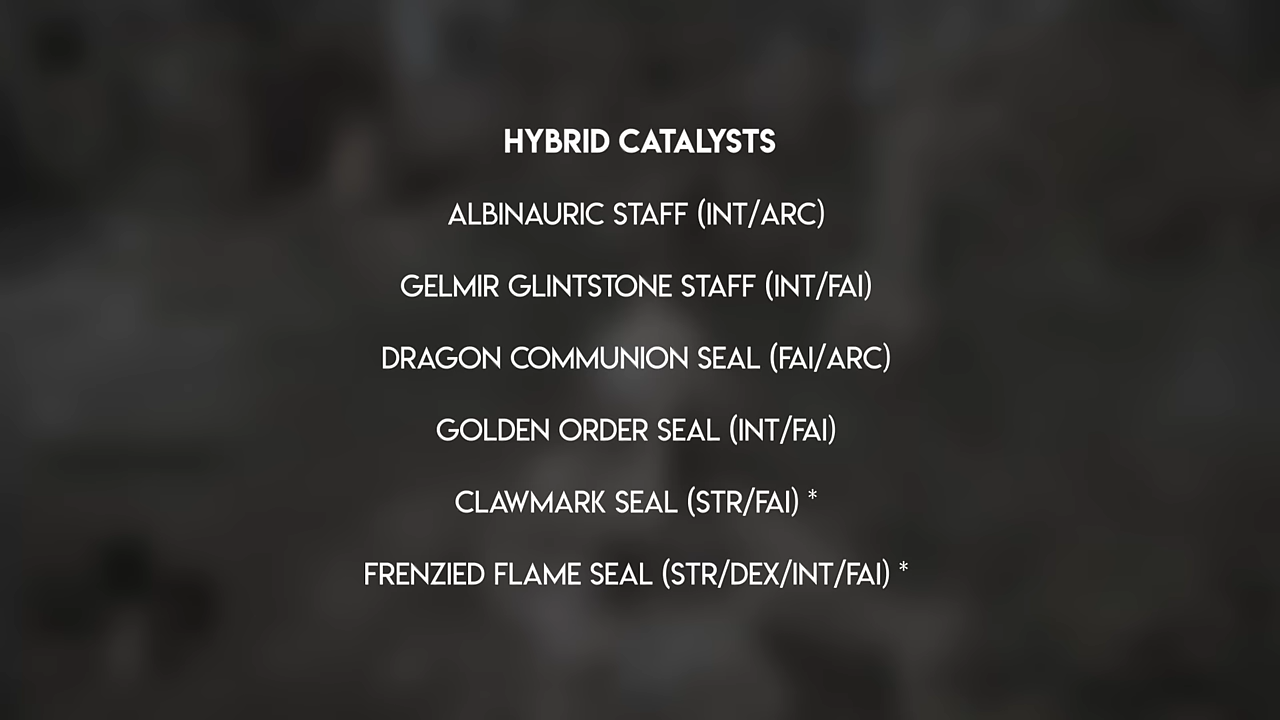 HYBRID CATALYSTS
ALBINAURIC STAFF (INT/ARC)
GELMIR GLINTSTONE STAFF (INT/FAI)
DRAGON COMMUNION SEAL (FAI/ARC)
GOLDEN ORDER SEAL (INT/FAI)
CLAWMARK SEAL (STR/FAI) *
FRENZIED FLAME SEAL (STR/DEX/INT/FAI) *